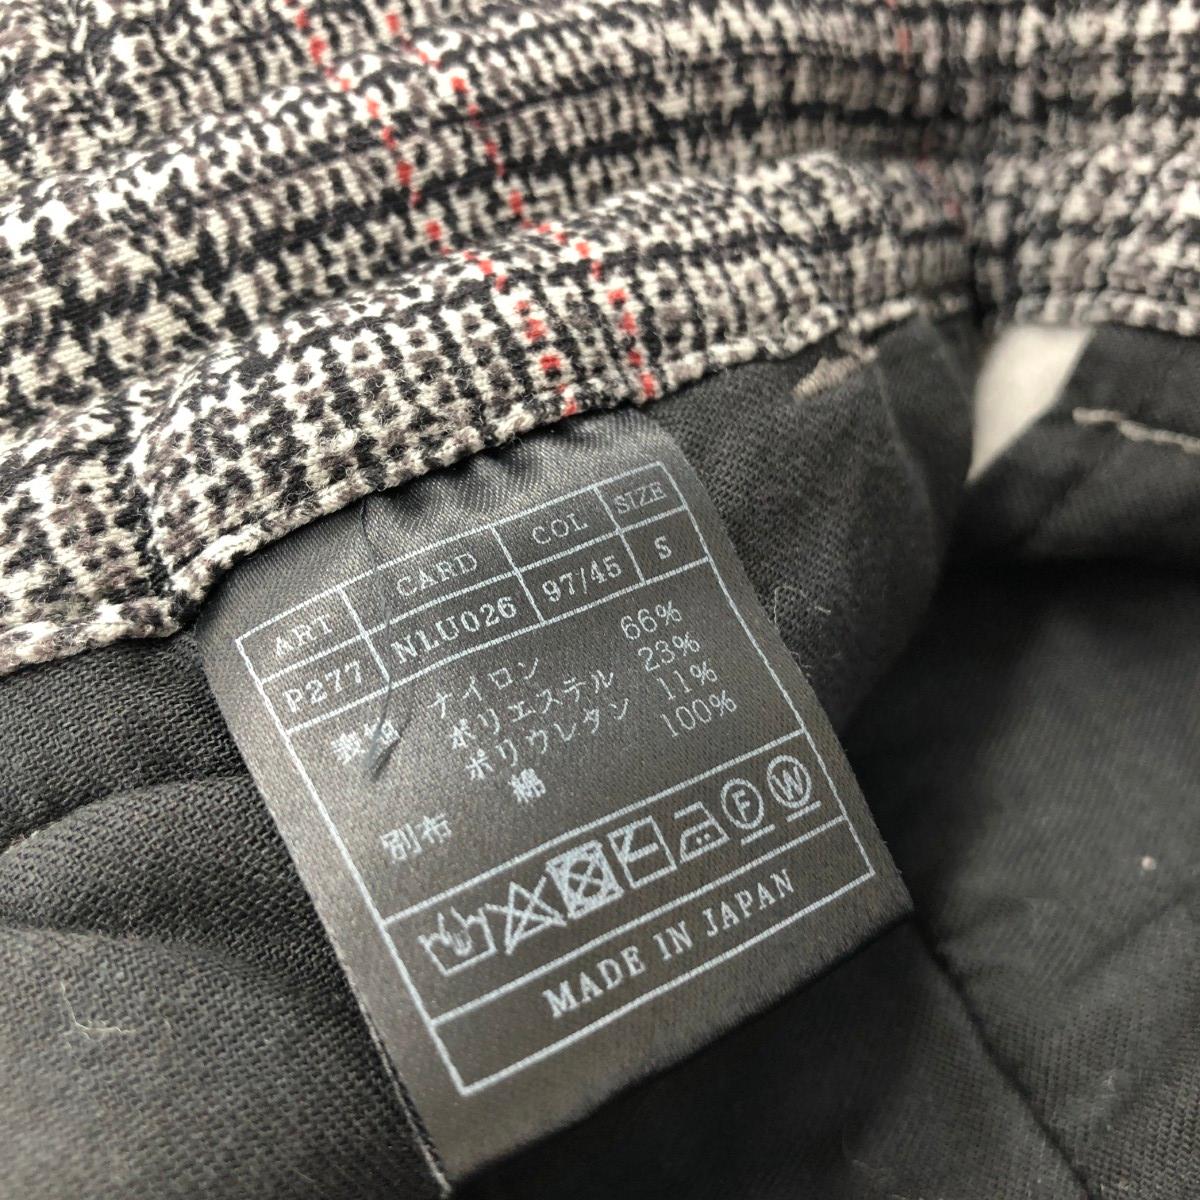 ART CARD COL SIZE
P277 NLU026 97/45 S
表地 ナイロン 66%
ポリエステル 23%
ポリウレタン 11%
別布 綿 100%
F W
MADE IN JAPAN